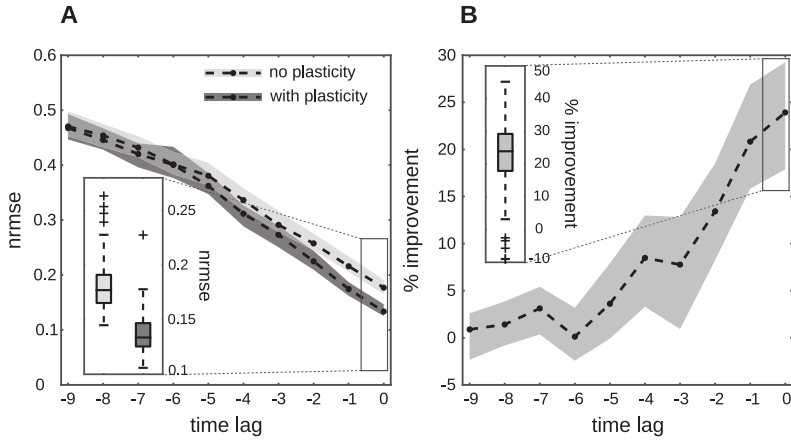 A
0.6
0.5
0.4
0.3
0.2
0.1
0
nrmse
no plasticity
with plasticity
0.25
0.2
0.15
0.1
nrmse
-9 -8 -7 -6 -5 -4 -3 -2 -1 0
time lag
B
30
25
20
15
10
5
0
-5
% improvement
50
40
30
20
10
0
-10
% improvement
-9 -8 -7 -6 -5 -4 -3 -2 -1 0
time lag